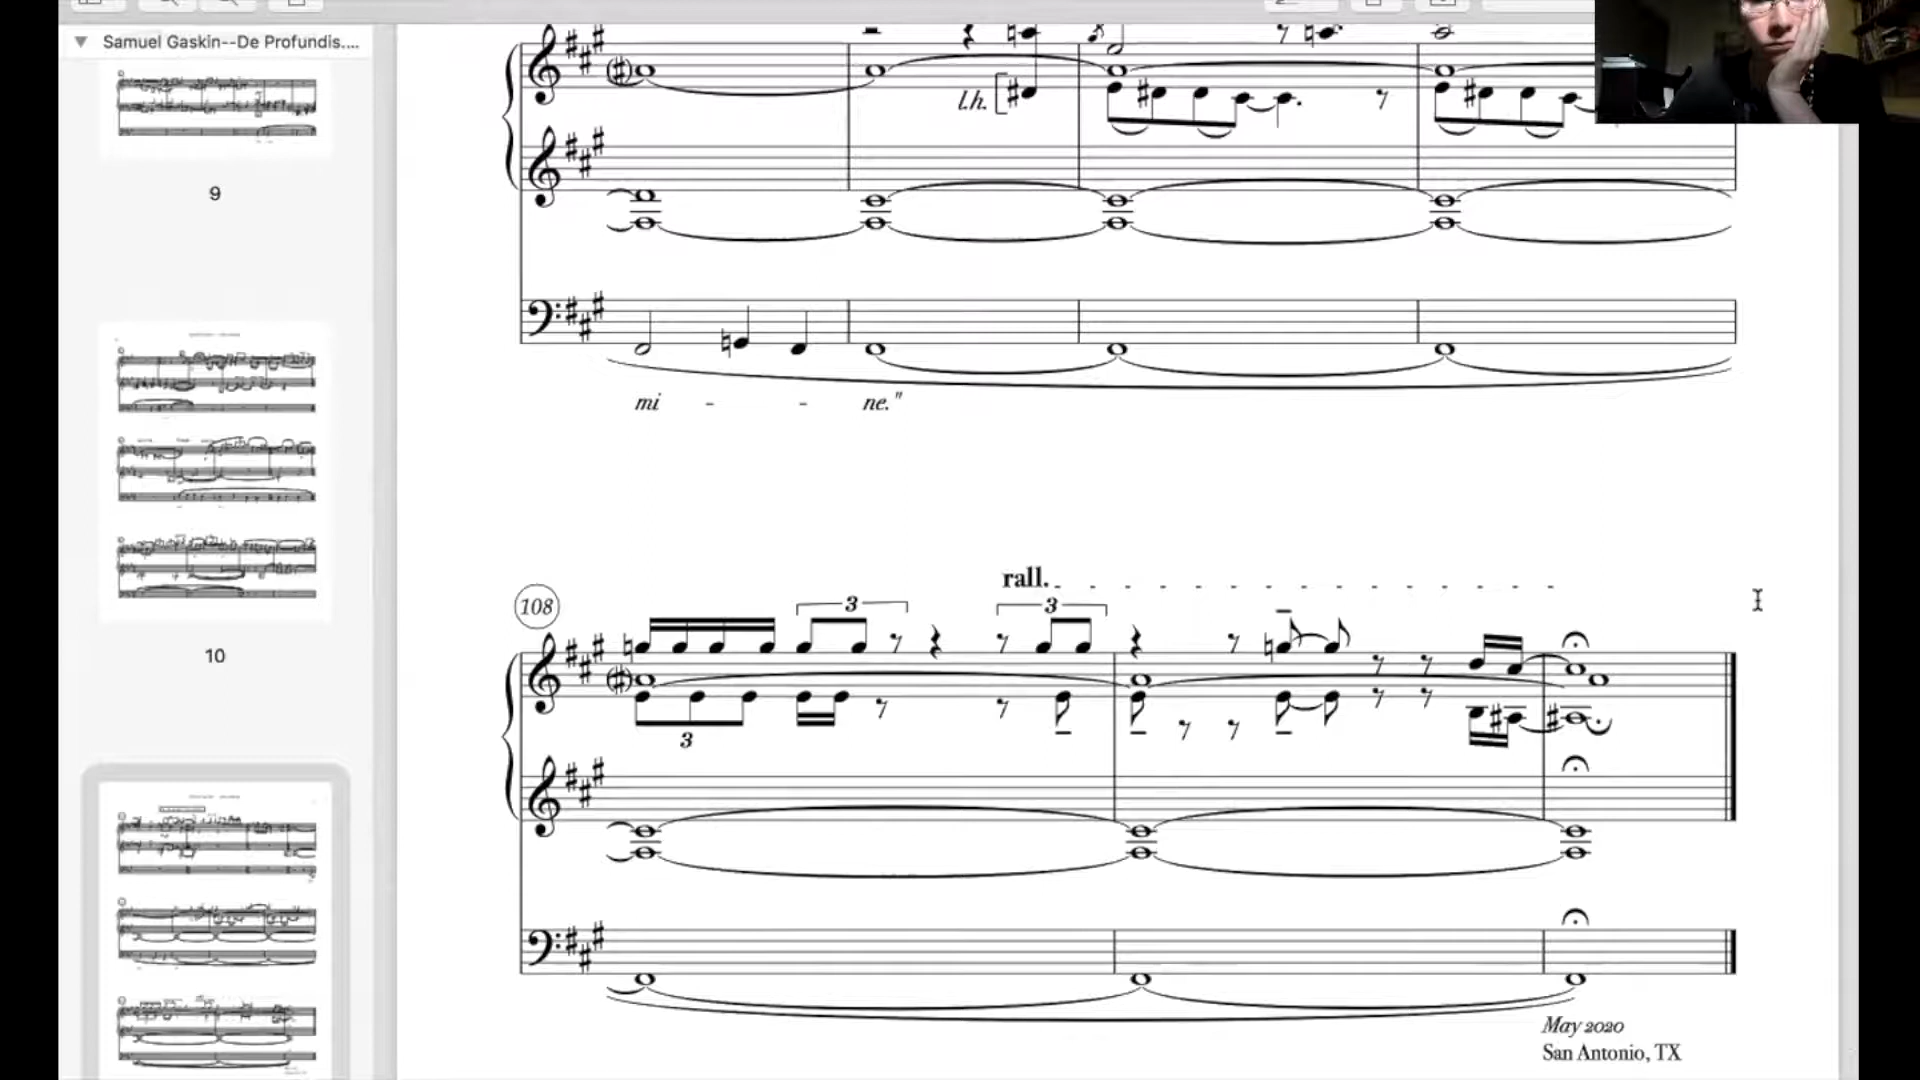 Samuel Gaskin--De Profundis....
9
10
l.h.
mi - - ne."
rall.
108
3
3
3
May 2020
San Antonio, TX